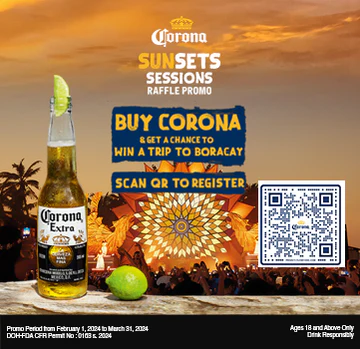 Corona
SUNSETS
SESSIONS
RAFFLE PROMO
BUY CORONA
& GET A CHANCE TO
WIN A TRIP TO BORACAY
SCAN QR TO REGISTER
Corona
Extra
Promo Period from February 1, 2024 to March 31, 2024
DOH-FDA CFR Permit No : 0163 s. 2024
Ages 18 and Above Only
Drink Responsibly